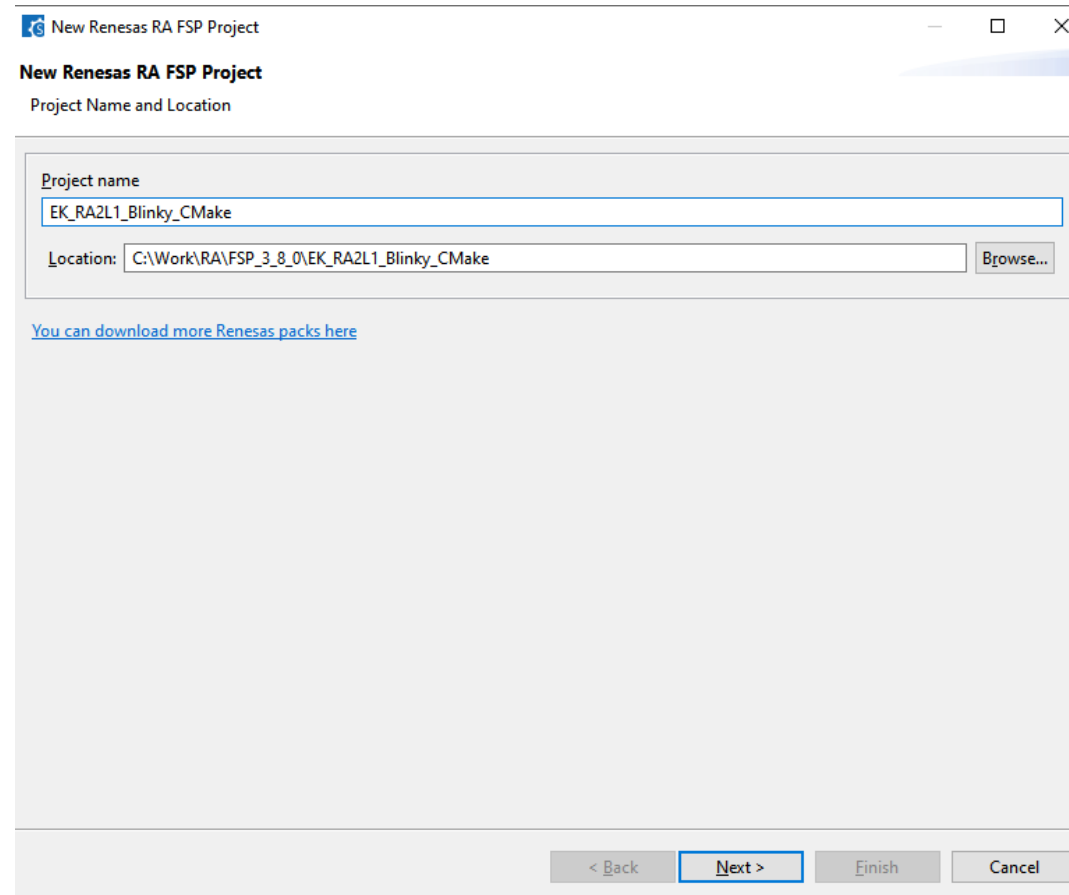 New Renesas RA FSP Project
New Renesas RA FSP Project
Project Name and Location
Project name
EK_RA2L1_Blinky_CMake
Location: C:\Work\RA\FSP_3_8_0\EK_RA2L1_Blinky_CMake Browse...
You can download more Renesas packs here
< Back Next > Finish Cancel